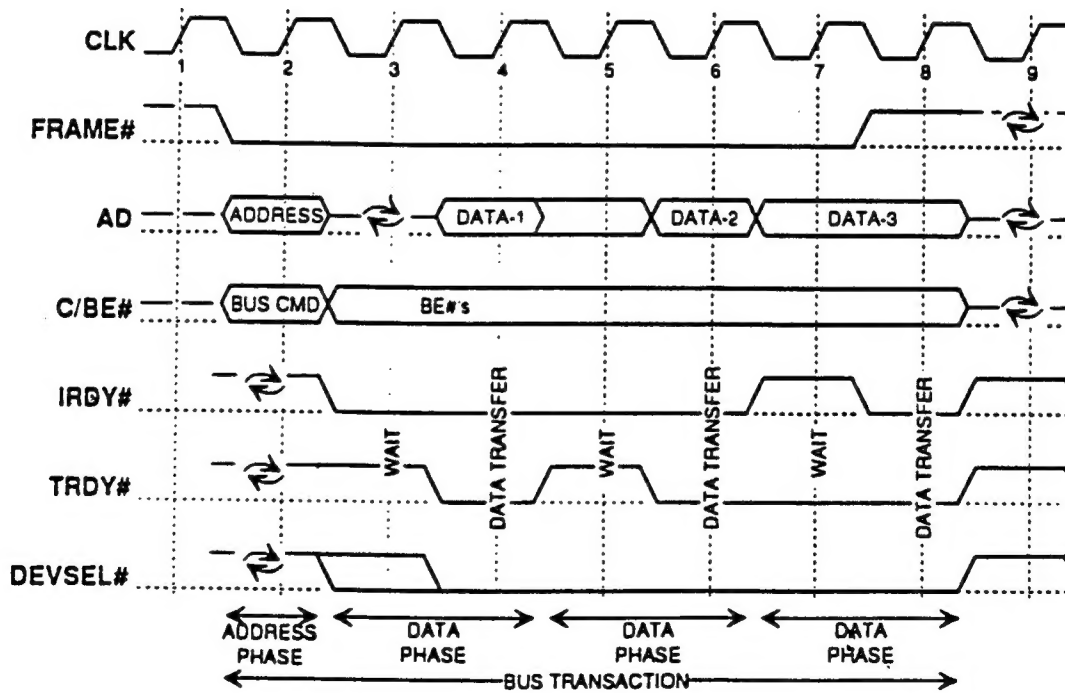 CLK
1 2 3 4 5 6 7 8 9
FRAME#
AD ADDRESS DATA-1 DATA-2 DATA-3
C/BE# BUS CMD BE#'s
IRDY#
WAIT DATA TRANSFER WAIT DATA TRANSFER WAIT DATA TRANSFER
TRDY#
DEVSEL#
ADDRESS PHASE DATA PHASE DATA PHASE DATA PHASE
BUS TRANSACTION